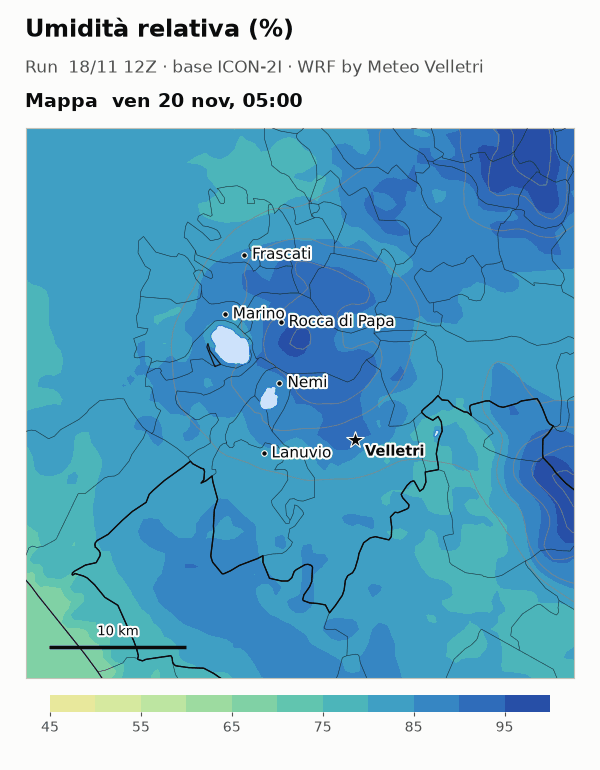 Umidità relativa (%)
Run  18/11 12Z · base ICON-2I · WRF by Meteo Velletri
Mappa  ven 20 nov, 05:00
Frascati
Marino
Rocca di Papa
Nemi
Velletri
Lanuvio
10 km
45 55 65 75 85 95